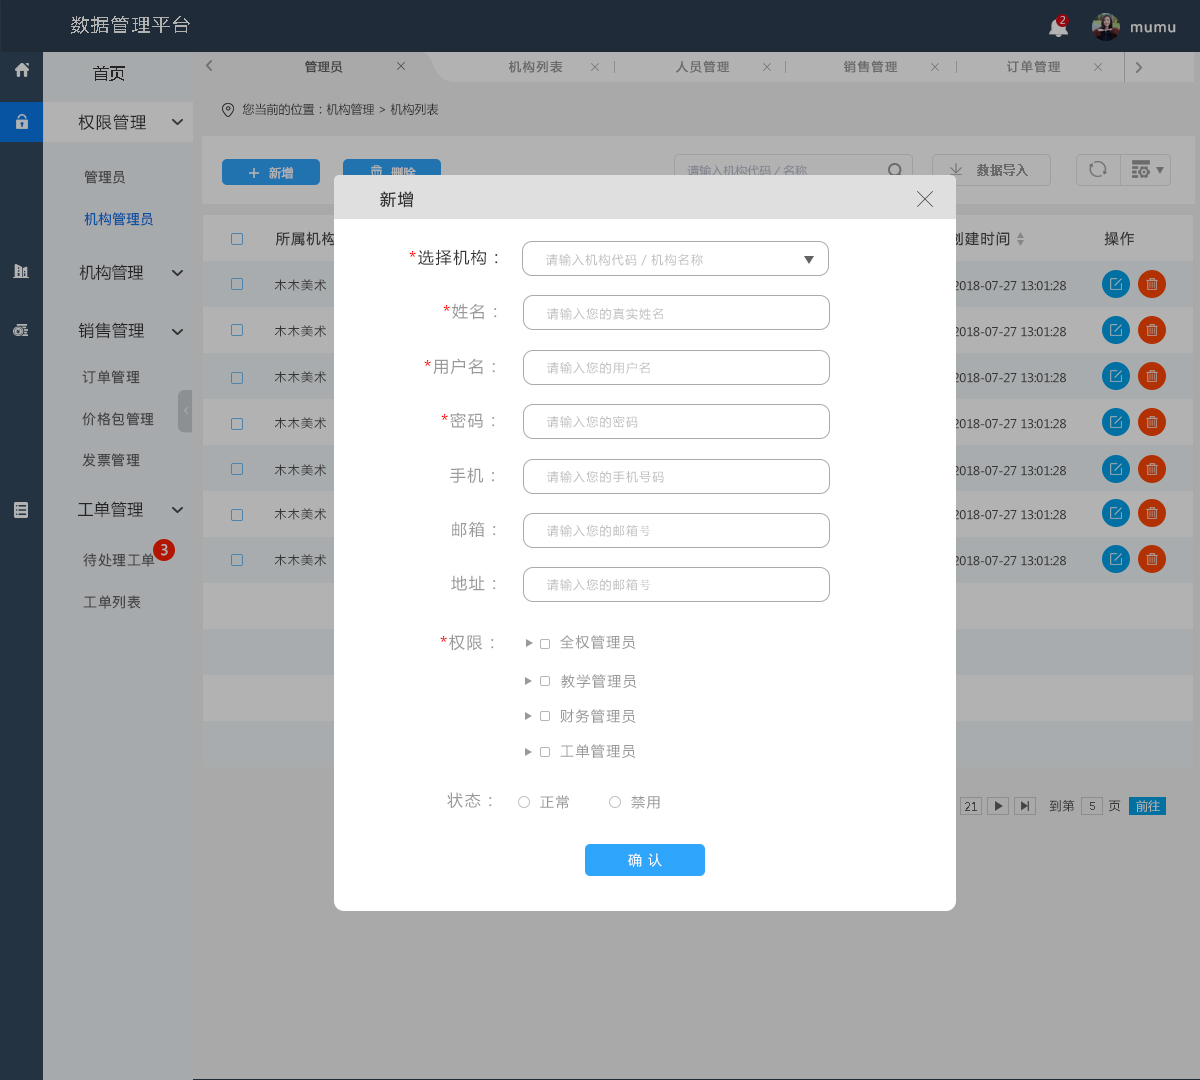 数据管理平台
2
mumu
首页
管理员
机构列表
人员管理
销售管理
订单管理
权限管理
您当前的位置：机构管理 > 机构列表
管理员
新增
删除
请输入机构代码 / 名称
数据导入
机构管理员
新增
所属机构
创建时间
操作
*选择机构：
请输入机构代码 / 机构名称
机构管理
木木美术
2018-07-27 13:01:28
*姓名：
请输入您的真实姓名
销售管理
木木美术
2018-07-27 13:01:28
*用户名：
请输入您的用户名
订单管理
木木美术
2018-07-27 13:01:28
*密码：
请输入您的密码
价格包管理
木木美术
2018-07-27 13:01:28
手机：
请输入您的手机号码
发票管理
木木美术
2018-07-27 13:01:28
工单管理
木木美术
2018-07-27 13:01:28
邮箱：
请输入您的邮箱号
待处理工单
3
木木美术
2018-07-27 13:01:28
地址：
请输入您的邮箱号
工单列表
*权限：
全权管理员
教学管理员
财务管理员
工单管理员
状态：
正常
禁用
21
到第 5 页 前往
确 认